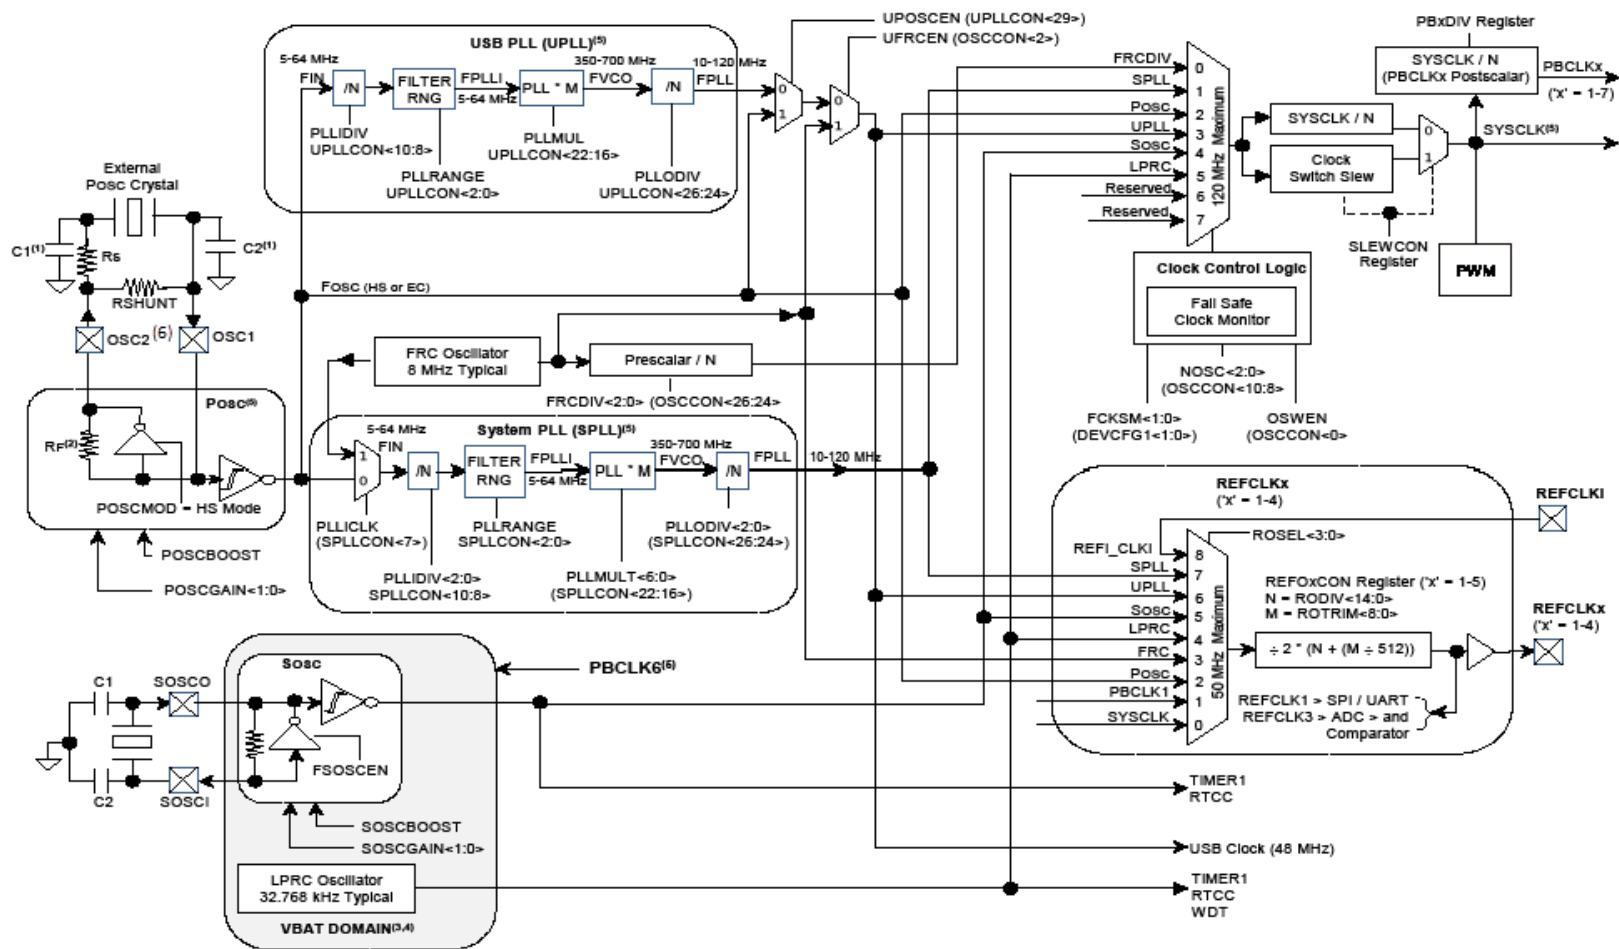 USB PLL (UPLL)(5)
5-64 MHz
FIN
/N
FILTER
RNG
FPLLI
5-64 MHz
PLL * M
350-700 MHz
FVCO
/N
10-120 MHz
FPLL
PLLIDIV
UPLLCON<10:8>
PLLRANGE
UPLLCON<2:0>
PLLMUL
UPLLCON<22:16>
PLLODIV
UPLLCON<26:24>
0
1
0
1
UPOSCEN (UPLLCON<29>)
UFRCEN (OSCCON<2>)
FRCDIV
SPLL
POSC
UPLL
SOSC
LPRC
Reserved
Reserved
0
1
2
3
4
5
6
7
120 MHz Maximum
PBxDIV Register
SYSCLK / N
(PBCLKx Postscalar)
PBCLKx
('x' = 1-7)
SYSCLK / N
Clock
Switch Slew
0
1
SYSCLK(5)
SLEWCON
Register
PWM
Clock Control Logic
Fail Safe
Clock Monitor
NOSC<2:0>
(OSCCON<10:8>
FCKSM<1:0>
(DEVCFG1<1:0>)
OSWEN
(OSCCON<0>
External
POSC Crystal
C1(1)
C2(1)
Rs
RSHUNT
OSC2(6)
OSC1
FOSC (HS or EC)
FRC Oscillator
8 MHz Typical
Prescalar / N
FRCDIV<2:0> (OSCCON<26:24>
POSC(6)
RF(2)
POSCMOD = HS Mode
POSCBOOST
POSCGAIN<1:0>
System PLL (SPLL)(5)
5-64 MHz
FIN
1
0
/N
FILTER
RNG
FPLLI
5-64 MHz
PLL * M
350-700 MHz
FVCO
/N
FPLL
10-120 MHz
PLLICLK
(SPLLCON<7>)
PLLRANGE
SPLLCON<2:0>
PLLODIV<2:0>
(SPLLCON<26:24>)
PLLIDIV<2:0>
SPLLCON<10:8>
PLLMULT<6:0>
(SPLLCON<22:16>)
REFCLKx
('x' = 1-4)
REFCLKI
ROSEL<3:0>
REFI_CLKI
SPLL
UPLL
SOSC
LPRC
FRC
POSC
PBCLK1
SYSCLK
8
7
6
5
4
3
2
1
0
50 MHz Maximum
REFOxCON Register ('x' = 1-5)
N = RODIV<14:0>
M = ROTRIM<8:0>
REFCLKx
('x' = 1-4)
÷ 2 * (N + (M ÷ 512))
REFCLK1 > SPI / UART
REFCLK3 > ADC > and
Comparator
PBCLK6(6)
SOSC
C1
SOSCO
C2
SOSCI
FSOSCEN
SOSCBOOST
SOSCGAIN<1:0>
LPRC Oscillator
32.768 kHz Typical
VBAT DOMAIN(3,4)
TIMER1
RTCC
USB Clock (48 MHz)
TIMER1
RTCC
WDT